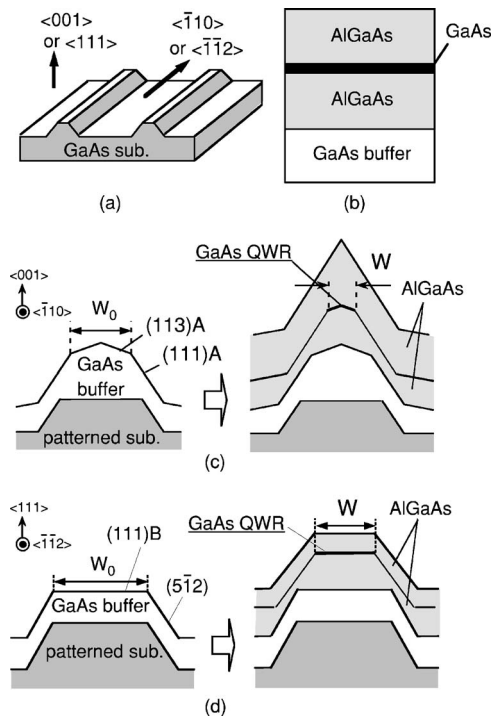 <001>
or <111>
<1̅10>
or <1̅1̅2>
GaAs sub.
(a)
AlGaAs
GaAs
AlGaAs
GaAs buffer
(b)
<001>
<1̅10>
W₀
(113)A
(111)A
GaAs
buffer
patterned sub.
GaAs QWR
W
AlGaAs
(c)
<111>
<1̅1̅2>
(111)B
W₀
GaAs buffer
(51̅2)
patterned sub.
GaAs QWR
W
AlGaAs
(d)